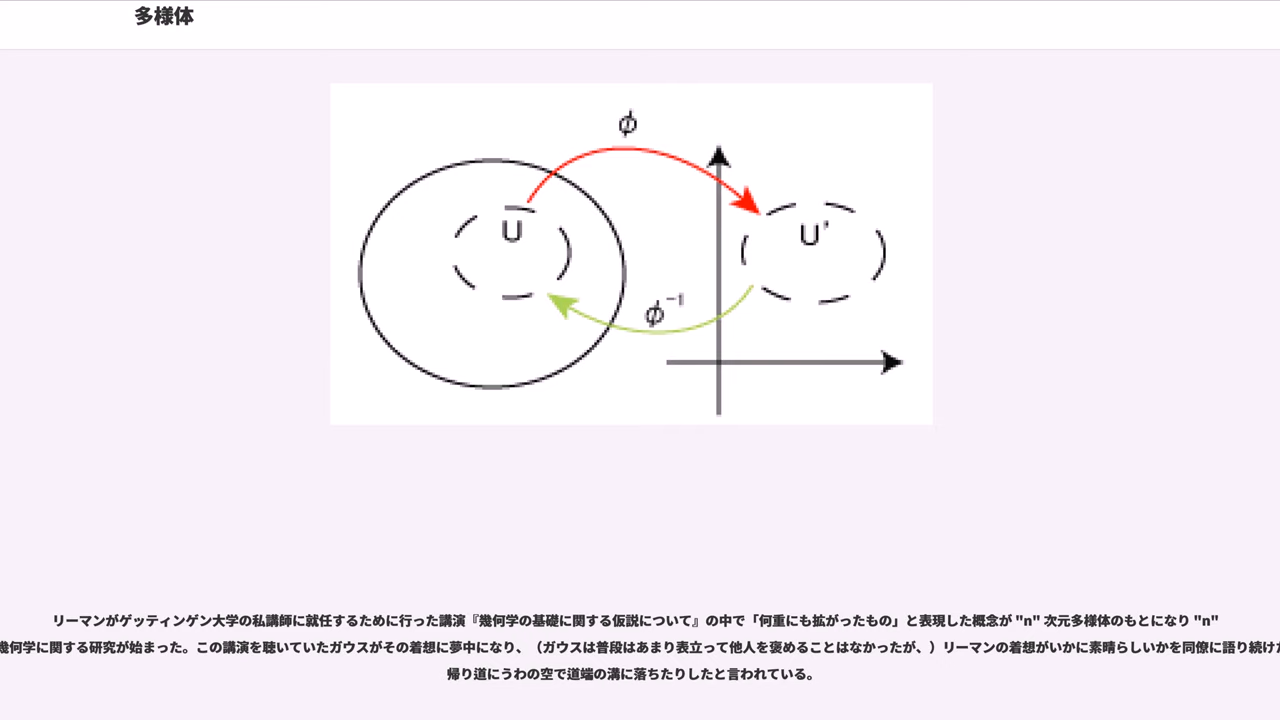 多様体
ϕ
U
U'
ϕ⁻¹
リーマンがゲッティンゲン大学の私講師に就任するために行った講演『幾何学の基礎に関する仮説について』の中で「何重にも拡がったもの」と表現した概念が "n" 次元多様体のもとになり "n"
幾何学に関する研究が始まった。この講演を聴いていたガウスがその着想に夢中になり、（ガウスは普段はあまり表立って他人を褒めることはなかったが、）リーマンの着想がいかに素晴らしいかを同僚に語り続けた
帰り道にうわの空で道端の溝に落ちたりしたと言われている。